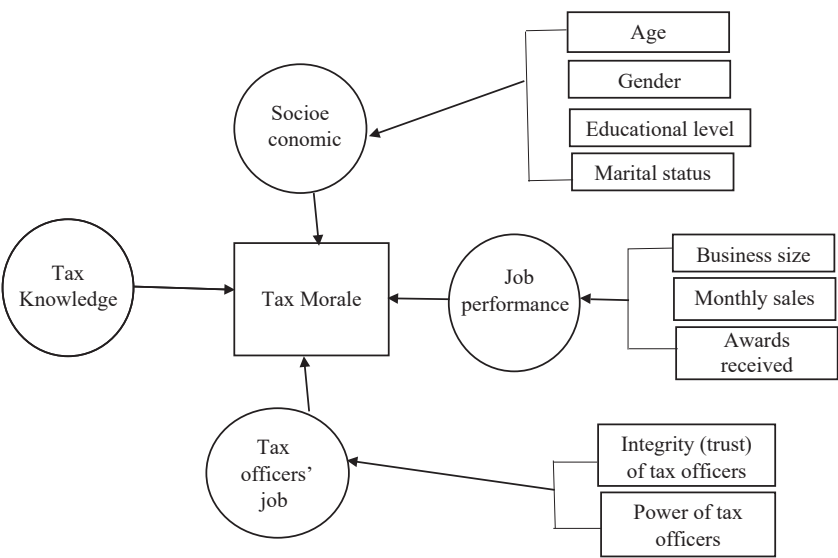 Age
Gender
Educational level
Marital status
Socioe
conomic
Tax
Knowledge
Tax Morale
Job
performance
Business size
Monthly sales
Awards
received
Tax
officers’
job
Integrity (trust)
of tax officers
Power of tax
officers